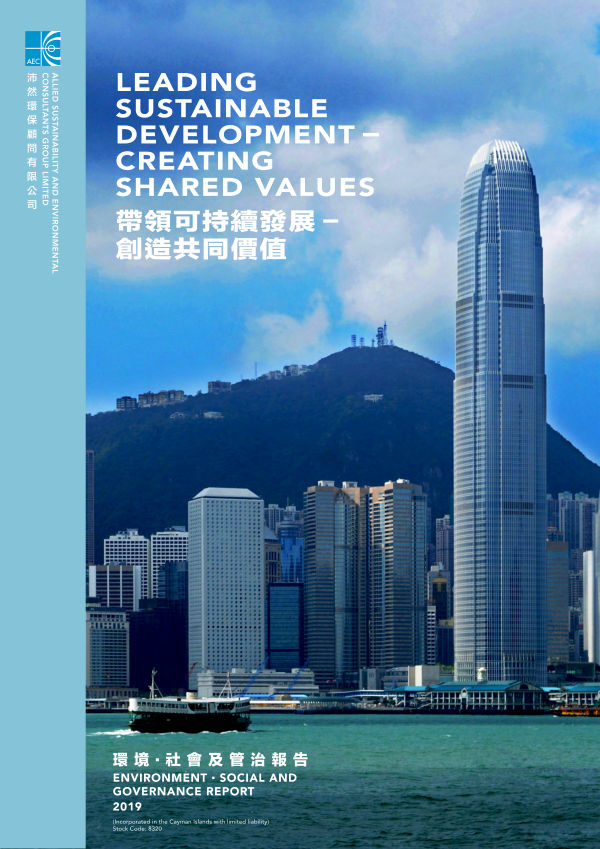 AEC
ALLIED SUSTAINABILITY AND ENVIRONMENTAL
CONSULTANTS GROUP LIMITED
沛然環保顧問有限公司
LEADING
SUSTAINABLE
DEVELOPMENT –
CREATING
SHARED VALUES
帶領可持續發展 –
創造共同價值
環境·社會及管治報告
ENVIRONMENT · SOCIAL AND
GOVERNANCE REPORT
2019
(Incorporated in the Cayman Islands with limited liability)
Stock Code: 8320